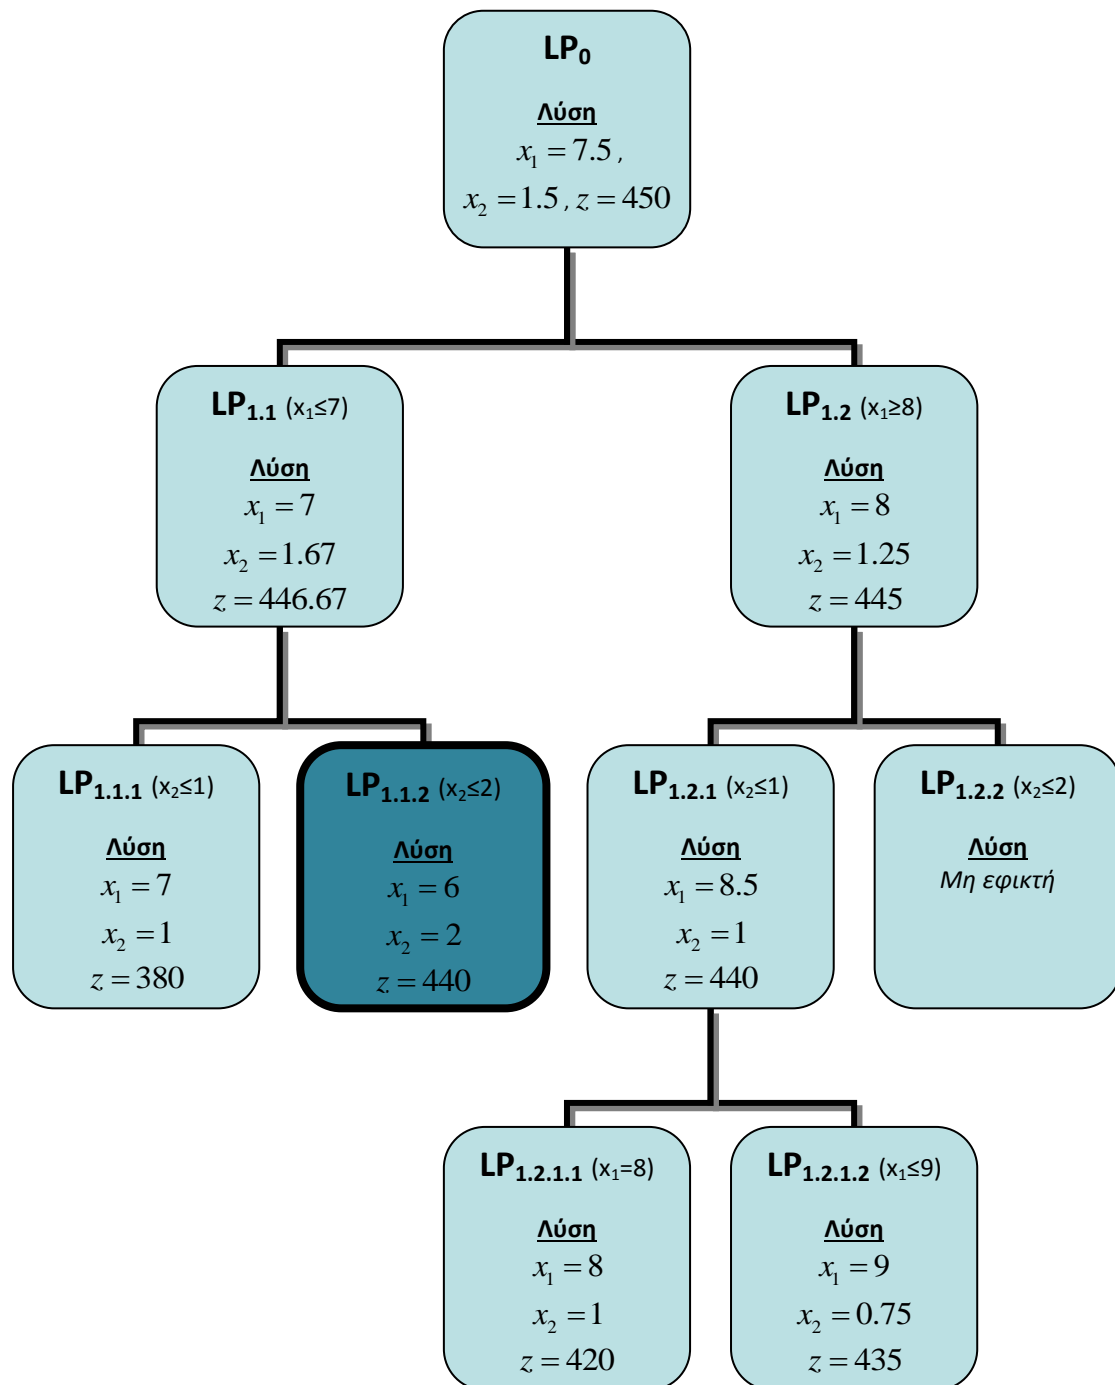 LP₀
Λύση
x₁ = 7.5 ,
x₂ = 1.5 , z = 450
LP₁.₁ (x₁≤7)
Λύση
x₁ = 7
x₂ = 1.67
z = 446.67
LP₁.₂ (x₁≥8)
Λύση
x₁ = 8
x₂ = 1.25
z = 445
LP₁.₁.₁ (x₂≤1)
Λύση
x₁ = 7
x₂ = 1
z = 380
LP₁.₁.₂ (x₂≤2)
Λύση
x₁ = 6
x₂ = 2
z = 440
LP₁.₂.₁ (x₂≤1)
Λύση
x₁ = 8.5
x₂ = 1
z = 440
LP₁.₂.₂ (x₂≤2)
Λύση
Μη εφικτή
LP₁.₂.₁.₁ (x₁=8)
Λύση
x₁ = 8
x₂ = 1
z = 420
LP₁.₂.₁.₂ (x₁≤9)
Λύση
x₁ = 9
x₂ = 0.75
z = 435